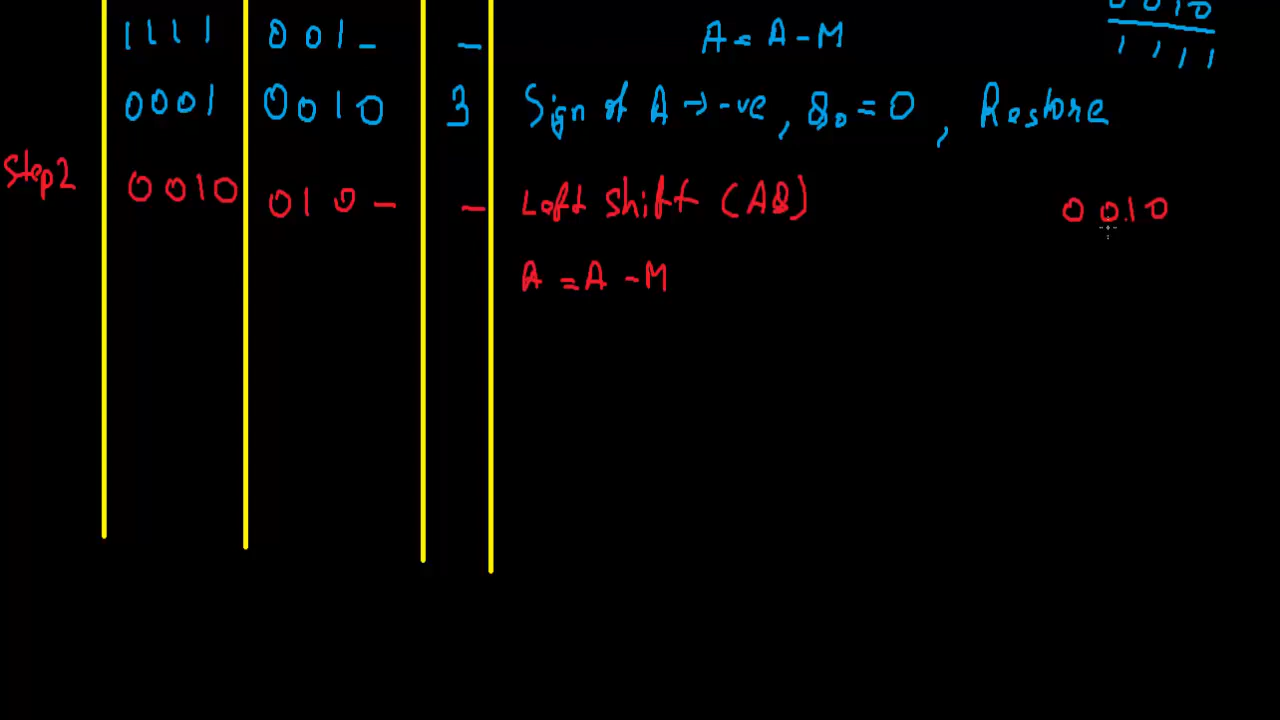 0010
1111 001_ _ A = A - M
1111
0001 0010 3 Sign of A → -ve, Q₀ = 0, Restore
Step2 0010 010_ _ Left Shift (AQ) 0010
A = A - M